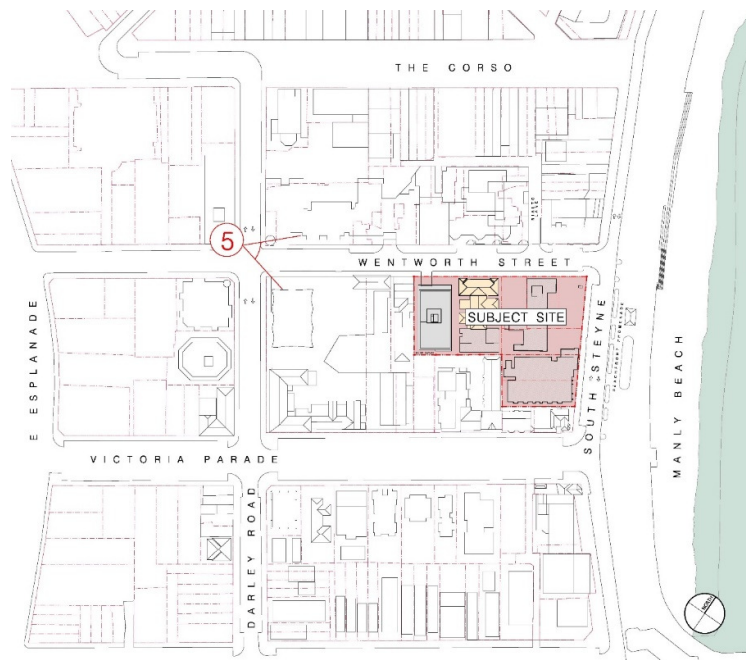 THE CORSO
5
WENTWORTH STREET
SUBJECT SITE
E ESPLANADE
SOUTH STEYNE
MANLY BEACH
VICTORIA PARADE
DARLEY ROAD
NORTH